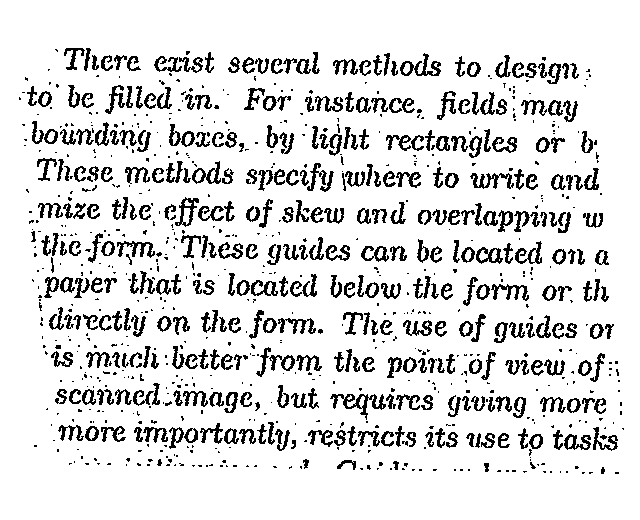 There exist several methods to design
to be filled in. For instance, fields may
bounding boxes, by light rectangles or b
These methods specify where to write and
mize the effect of skew and overlapping w
the form. These guides can be located on a
paper that is located below the form or th
directly on the form. The use of guides or
is much better from the point of view of
scanned image, but requires giving more
more importantly, restricts its use to tasks